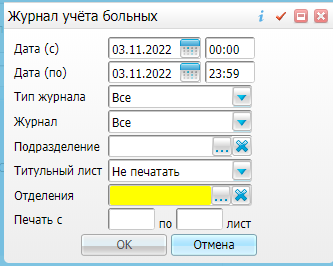 Журнал учёта больных
Дата (с) 03.11.2022 00:00
Дата (по) 03.11.2022 23:59
Тип журнала Все
Журнал Все
Подразделение ...
Титульный лист Не печатать
Отделения ...
Печать с по лист
OK Отмена